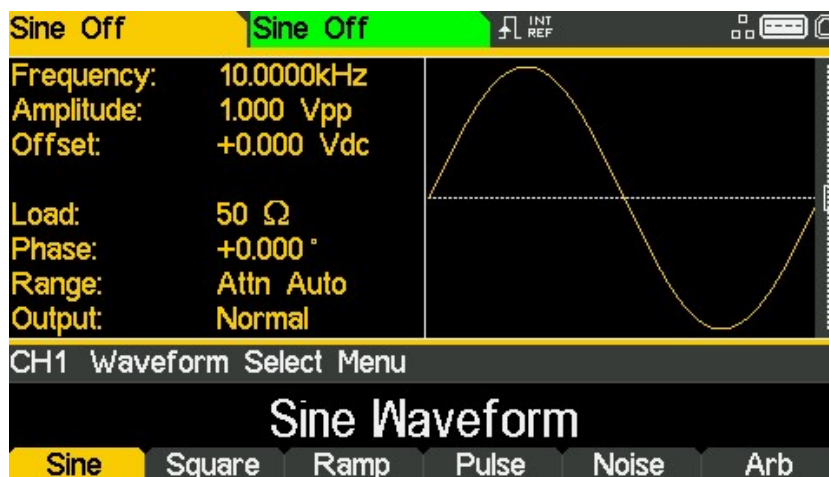 Sine Off Sine Off INT
REF
Frequency: 10.0000kHz
Amplitude: 1.000 Vpp
Offset: +0.000 Vdc
Load: 50 Ω
Phase: +0.000 °
Range: Attn Auto
Output: Normal
CH1 Waveform Select Menu
Sine Waveform
Sine Square Ramp Pulse Noise Arb